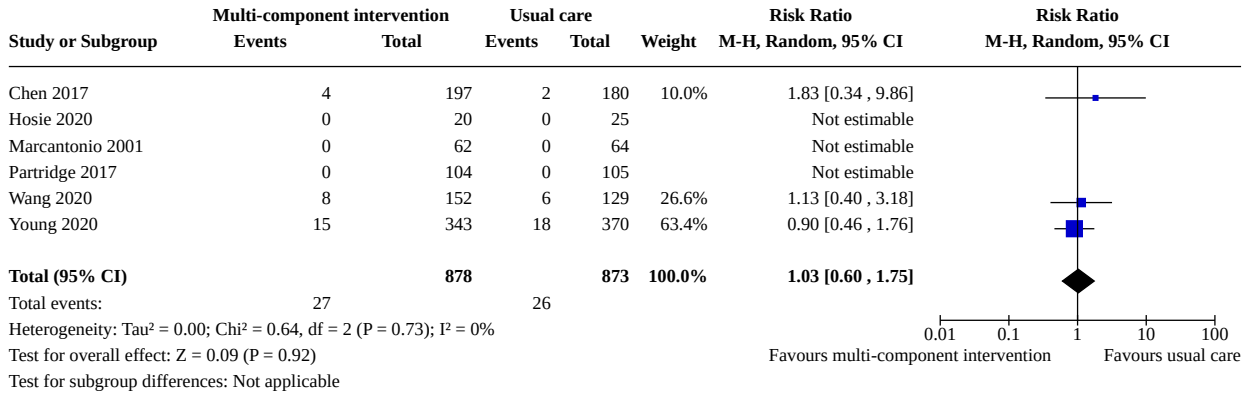 Multi-component intervention Usual care Risk Ratio Risk Ratio
Study or Subgroup Events Total Events Total Weight M-H, Random, 95% CI M-H, Random, 95% CI
Chen 2017 4 197 2 180 10.0% 1.83 [0.34 , 9.86]
Hosie 2020 0 20 0 25 Not estimable
Marcantonio 2001 0 62 0 64 Not estimable
Partridge 2017 0 104 0 105 Not estimable
Wang 2020 8 152 6 129 26.6% 1.13 [0.40 , 3.18]
Young 2020 15 343 18 370 63.4% 0.90 [0.46 , 1.76]
Total (95% CI) 878 873 100.0% 1.03 [0.60 , 1.75]
Total events: 27 26
Heterogeneity: Tau² = 0.00; Chi² = 0.64, df = 2 (P = 0.73); I² = 0%
0.01 0.1 1 10 100
Test for overall effect: Z = 0.09 (P = 0.92) Favours multi-component intervention Favours usual care
Test for subgroup differences: Not applicable